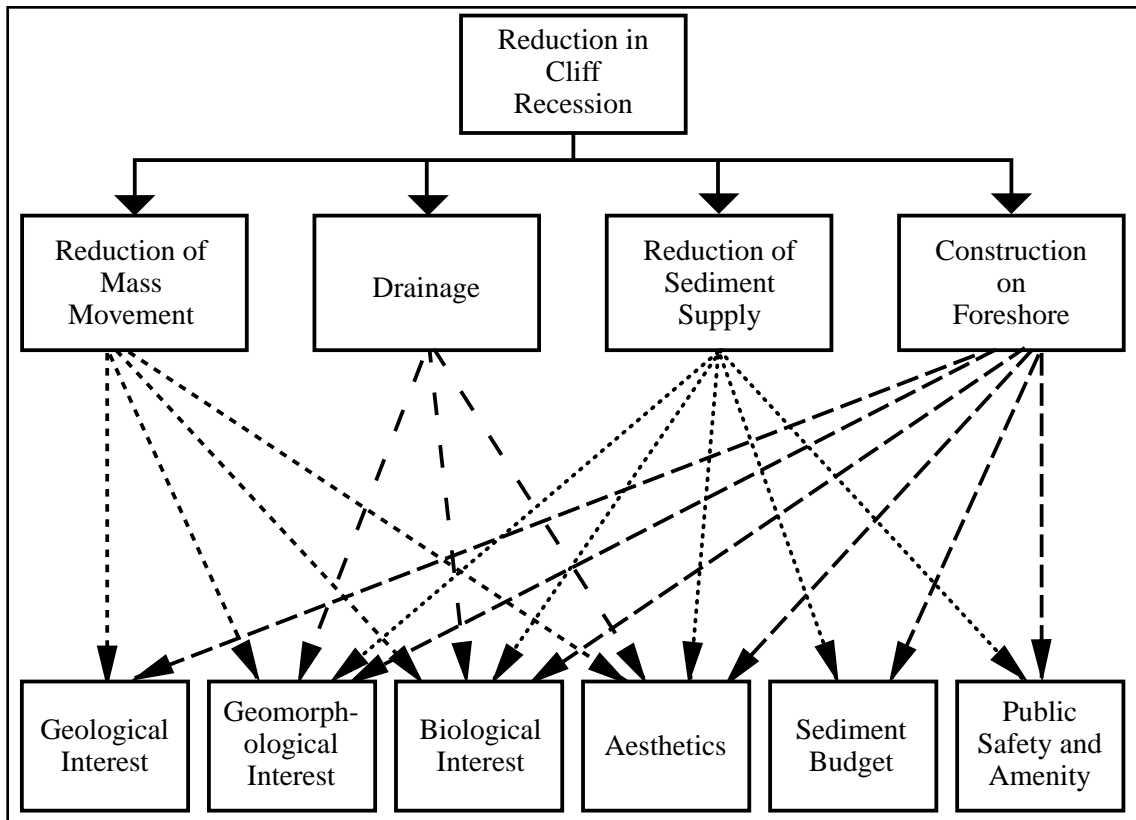 Reduction in
Cliff
Recession
Reduction of
Mass
Movement
Drainage
Reduction of
Sediment
Supply
Construction
on
Foreshore
Geological
Interest
Geomorph-
ological
Interest
Biological
Interest
Aesthetics
Sediment
Budget
Public
Safety and
Amenity